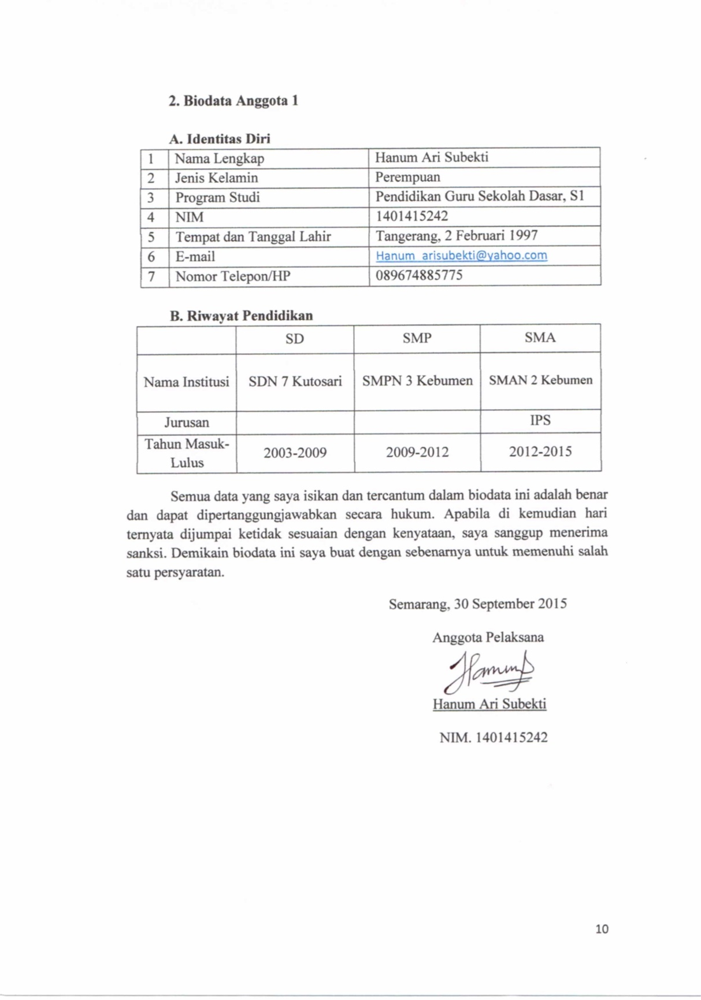 2. Biodata Anggota 1
A. Identitas Diri
1 Nama Lengkap Hanum Ari Subekti
2 Jenis Kelamin Perempuan
3 Program Studi Pendidikan Guru Sekolah Dasar, S1
4 NIM 1401415242
5 Tempat dan Tanggal Lahir Tangerang, 2 Februari 1997
6 E-mail Hanum_arisubekti@yahoo.com
7 Nomor Telepon/HP 089674885775
B. Riwayat Pendidikan
SD SMP SMA
Nama Institusi SDN 7 Kutosari SMPN 3 Kebumen SMAN 2 Kebumen
Jurusan IPS
Tahun Masuk-
Lulus 2003-2009 2009-2012 2012-2015
Semua data yang saya isikan dan tercantum dalam biodata ini adalah benar
dan dapat dipertanggungjawabkan secara hukum. Apabila di kemudian hari
ternyata dijumpai ketidak sesuaian dengan kenyataan, saya sanggup menerima
sanksi. Demikain biodata ini saya buat dengan sebenarnya untuk memenuhi salah
satu persyaratan.
Semarang, 30 September 2015
Anggota Pelaksana
Hanum
Hanum Ari Subekti
NIM. 1401415242
10